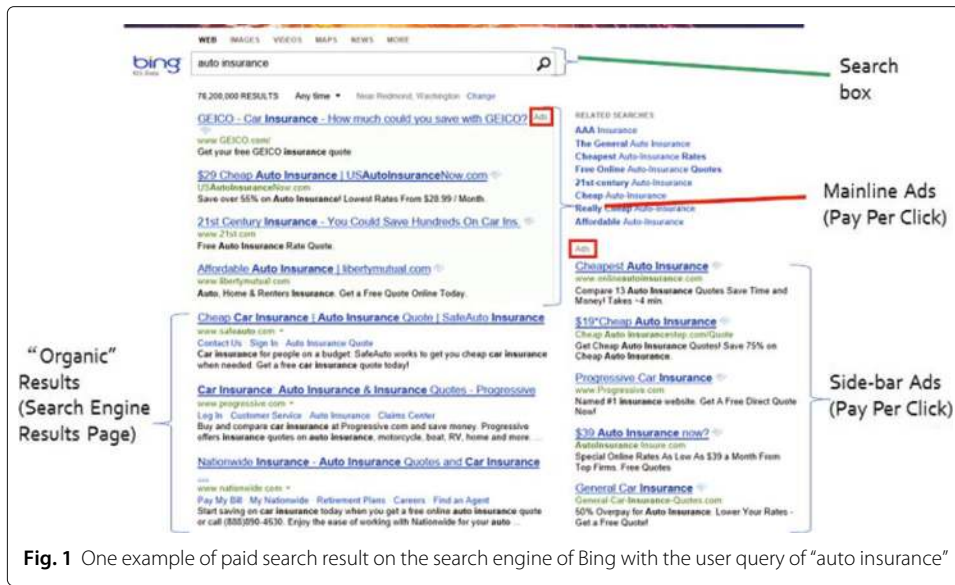 WEB IMAGES VIDEOS MAPS NEWS MORE
bing
auto insurance
Search
box
76,200,000 RESULTS Any time Near Redmond, Washington Change
GEICO - Car Insurance - How much could you save with GEICO? Ads
www.GEICO.com/
Get your free GEICO insurance quote
$29 Cheap Auto Insurance | USAutoInsuranceNow.com
USAutoInsuranceNow.com
Save over 55% on Auto Insurance! Lowest Rates From $28.99 / Month.
21st Century Insurance - You Could Save Hundreds On Car Ins.
www.21st.com
Free Auto Insurance Rate Quote.
Affordable Auto Insurance | libertymutual.com
www.libertymutual.com
Auto, Home & Renters Insurance. Get a Free Quote Online Today.
RELATED SEARCHES
AAA Insurance
The General Auto Insurance
Cheapest Auto-Insurance Rates
Free Online Auto-Insurance Quotes
21st-century Auto-Insurance
Cheap Auto-Insurance
Really Cheap Auto-Insurance
Affordable Auto-Insurance
Mainline Ads
(Pay Per Click)
"Organic"
Results
(Search Engine
Results Page)
Cheap Car Insurance | Auto Insurance Quote | SafeAuto Insurance
www.safeauto.com
Contact Us Sign In Auto Insurance Quote
Car insurance for people on a budget. SafeAuto works to get you cheap car insurance
when needed. Get a free car insurance quote today!
Car Insurance: Auto Insurance & Insurance Quotes - Progressive
www.progressive.com
Log In Customer Service Auto Insurance Claims Center
Buy and compare car insurance at Progressive.com and save money. Progressive
offers insurance quotes on auto insurance, motorcycle, boat, RV, home and more. ...
Nationwide Insurance - Auto Insurance Quotes and Car Insurance
...
www.nationwide.com
Pay My Bill My Nationwide Retirement Plans Careers Find an Agent
Start saving on car insurance today when you get a free online auto insurance quote
or call (888)890-4530. Enjoy the ease of working with Nationwide for your auto ...
Ads
Cheapest Auto Insurance
www.onlineautoinsurance.com
Compare 13 Auto Insurance Quotes Save Time and
Money! Takes ~4 min.
$19*Cheap Auto Insurance
Cheap.Auto.Insurancestop.com/Quote
Get Cheap Auto Insurance Quotes! Save 75% on
Cheap Auto Insurance.
Progressive Car Insurance
www.Progressive.com
Named #1 insurance website. Get A Free Direct Quote
Now!
$39 Auto Insurance now?
AutoInsurance.Insure.com
Special Online Rates As Low As $39 a Month From
Top Firms. Free Quotes
General Car Insurance
General-Car-Insurance-Quotes.com
50% Overpay for Auto Insurance. Lower Your Rates -
Get a Free Quote!
Side-bar Ads
(Pay Per Click)
Fig. 1 One example of paid search result on the search engine of Bing with the user query of "auto insurance"